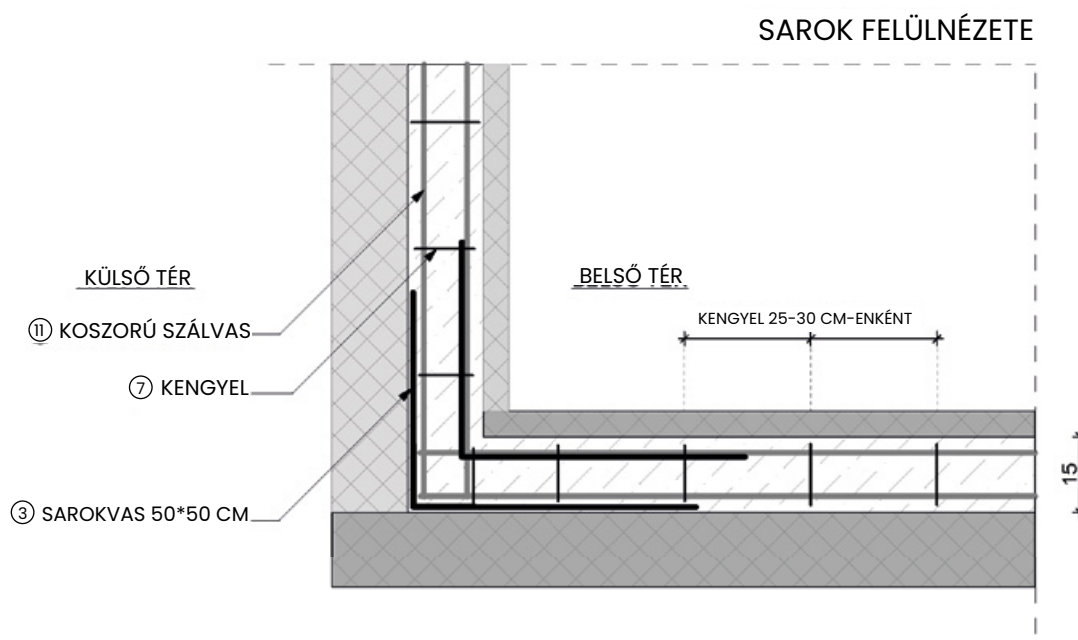 SAROK FELÜLNÉZETE
KÜLSŐ TÉR
BELSŐ TÉR
KENGYEL 25-30 CM-ENKÉNT
⑪ KOSZORÚ SZÁLVAS
⑦ KENGYEL
③ SAROKVAS 50*50 CM
15